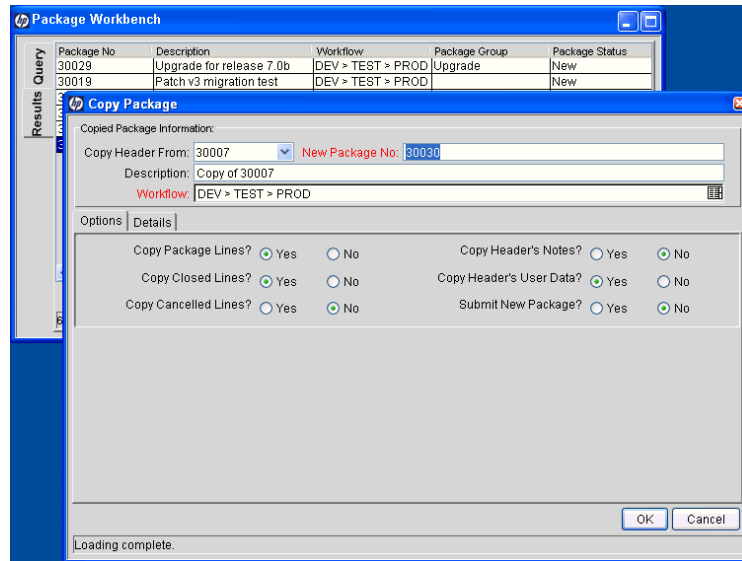 hp Package Workbench
Query
Results
Package No Description Workflow Package Group Package Status
30029 Upgrade for release 7.0b DEV > TEST > PROD Upgrade New
30019 Patch v3 migration test DEV > TEST > PROD New
hp Copy Package
Copied Package Information:
Copy Header From: 30007 New Package No: 30030
Description: Copy of 30007
Workflow: DEV > TEST > PROD
Options Details
Copy Package Lines? Yes No Copy Header's Notes? Yes No
Copy Closed Lines? Yes No Copy Header's User Data? Yes No
Copy Cancelled Lines? Yes No Submit New Package? Yes No
OK Cancel
Loading complete.